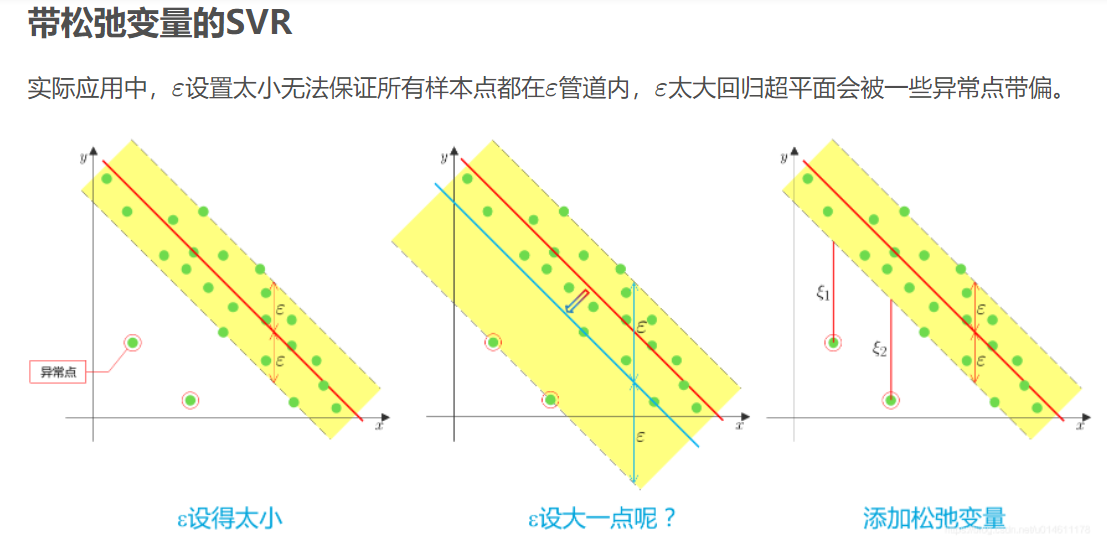 带松弛变量的SVR
实际应用中，ε设置太小无法保证所有样本点都在ε管道内，ε太大回归超平面会被一些异常点带偏。
y
ε
ε
异常点
x
ε设得太小
y
ε
ε
x
ε设大一点呢？
y
ξ1
ε
ξ2
ε
x
添加松弛变量